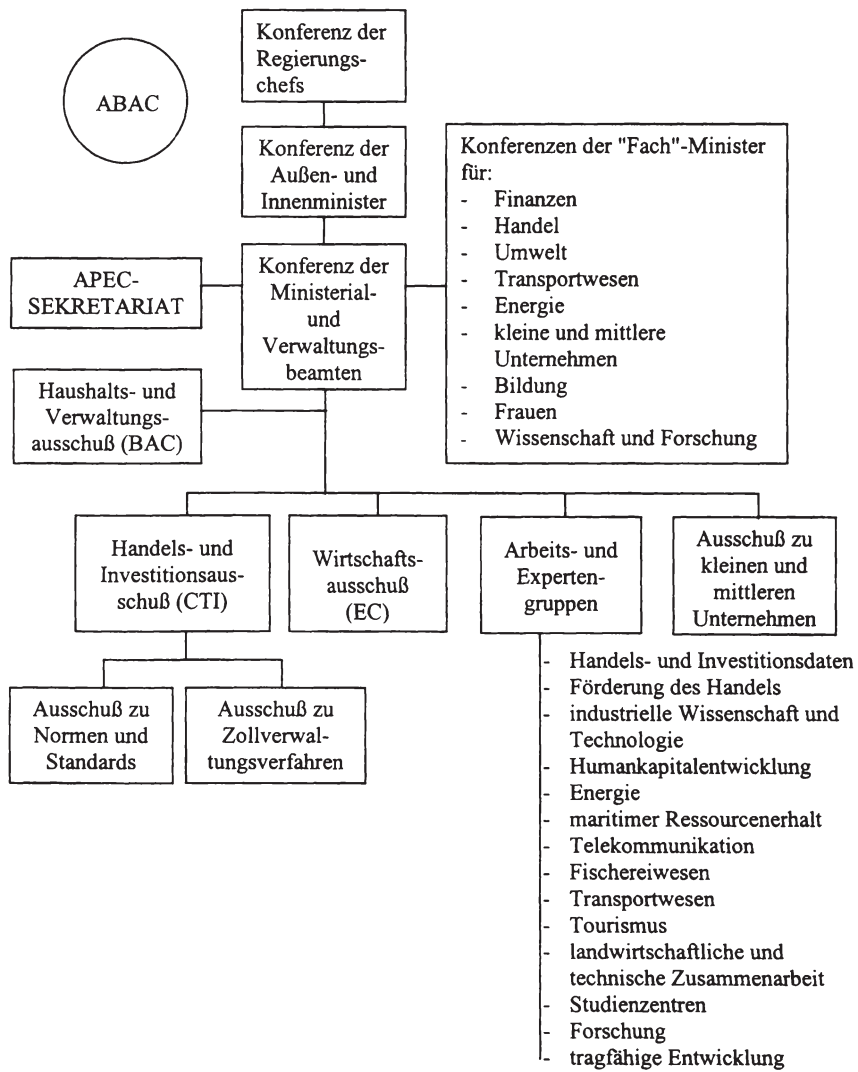 ABAC
Konferenz der
Regierungs-
chefs
Konferenz der
Außen- und
Innenminister
Konferenzen der "Fach"-Minister
für:
- Finanzen
- Handel
- Umwelt
- Transportwesen
- Energie
- kleine und mittlere
Unternehmen
- Bildung
- Frauen
- Wissenschaft und Forschung
APEC-
SEKRETARIAT
Konferenz der
Ministerial-
und
Verwaltungs-
beamten
Haushalts- und
Verwaltungs-
ausschuß (BAC)
Handels- und
Investitionsaus-
schuß (CTI)
Wirtschafts-
ausschuß
(EC)
Arbeits- und
Experten-
gruppen
Ausschuß zu
kleinen und
mittleren
Unternehmen
Ausschuß zu
Normen und
Standards
Ausschuß zu
Zollverwal-
tungsverfahren
- Handels- und Investitionsdaten
- Förderung des Handels
- industrielle Wissenschaft und
Technologie
- Humankapitalentwicklung
- Energie
- maritimer Ressourcenerhalt
- Telekommunikation
- Fischereiwesen
- Transportwesen
- Tourismus
- landwirtschaftliche und
technische Zusammenarbeit
- Studienzentren
- Forschung
- tragfähige Entwicklung